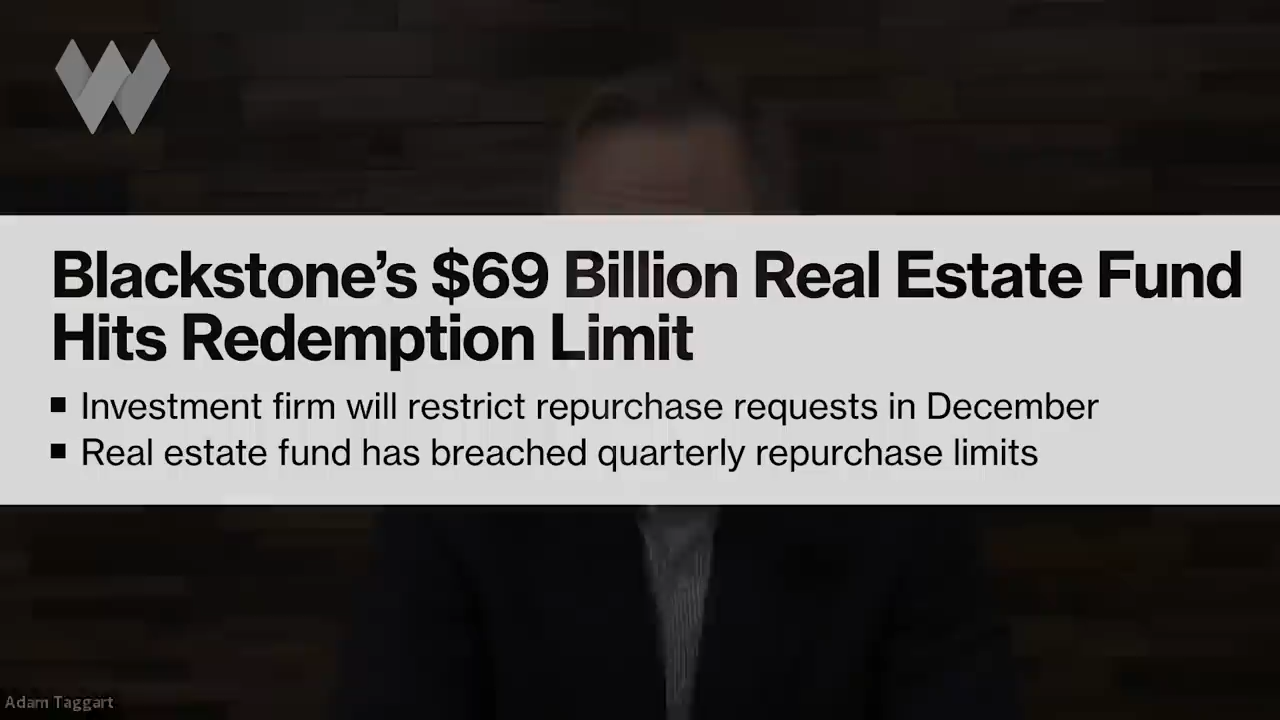 Blackstone’s $69 Billion Real Estate Fund
Hits Redemption Limit
▪ Investment firm will restrict repurchase requests in December
▪ Real estate fund has breached quarterly repurchase limits
Adam Taggart